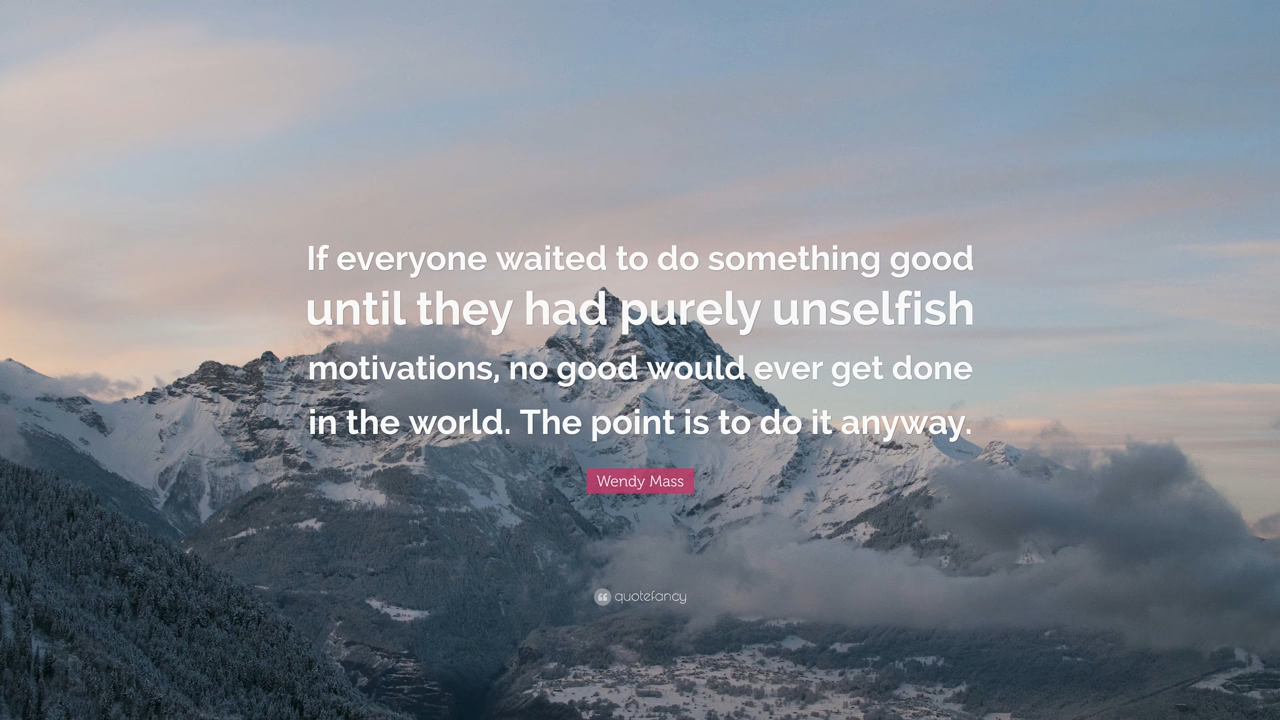 If everyone waited to do something good
until they had purely unselfish
motivations, no good would ever get done
in the world. The point is to do it anyway.
Wendy Mass
quotefancy